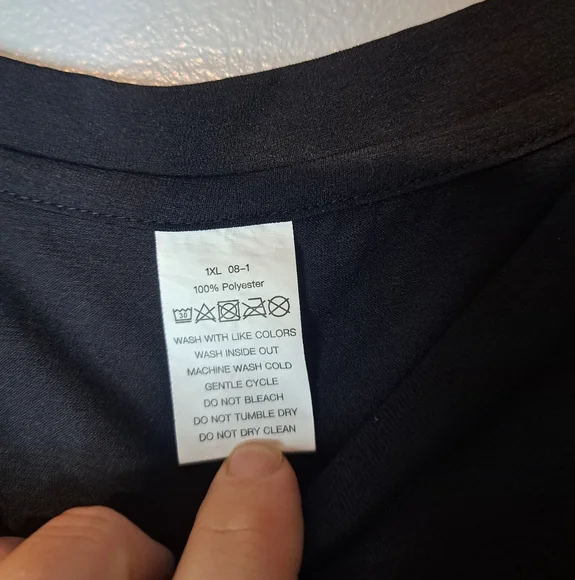 1XL 08-1
100% Polyester
30
WASH WITH LIKE COLORS
WASH INSIDE OUT
MACHINE WASH COLD
GENTLE CYCLE
DO NOT BLEACH
DO NOT TUMBLE DRY
DO NOT DRY CLEAN